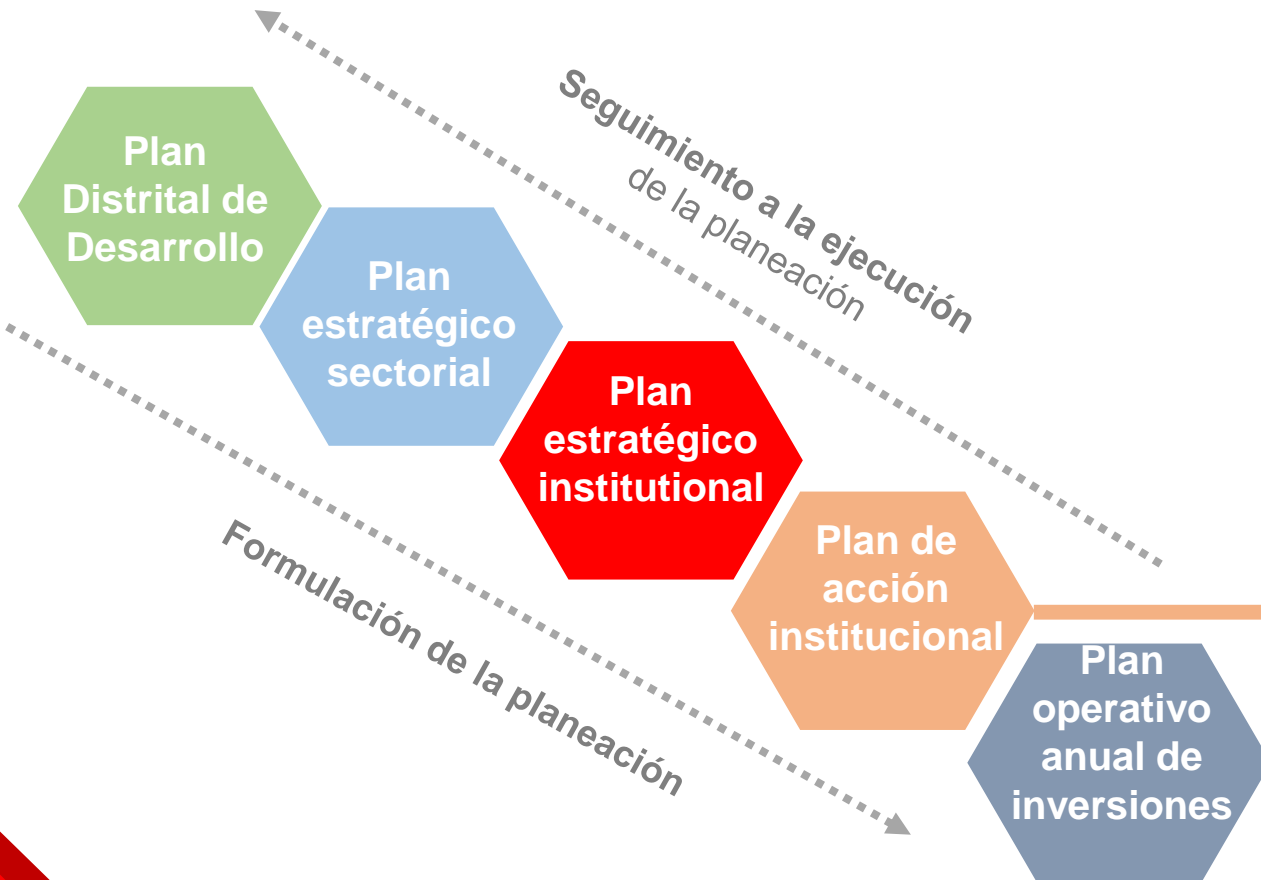 Plan
Distrital de
Desarrollo
Seguimiento a la ejecución
de la planeación
Plan
estratégico
sectorial
Plan
estratégico
institutional
Formulación de la planeación
Plan de
acción
institucional
Plan
operativo
anual de
inversiones